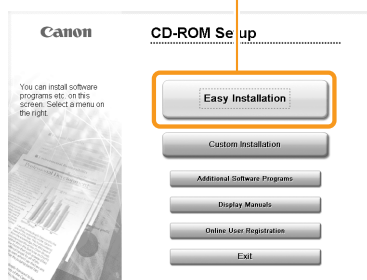 Canon
CD-ROM Setup
You can install software
programs etc. on this
screen. Select a menu on
the right.
Easy Installation
Custom Installation
Additional Software Programs
Display Manuals
Online User Registration
Exit